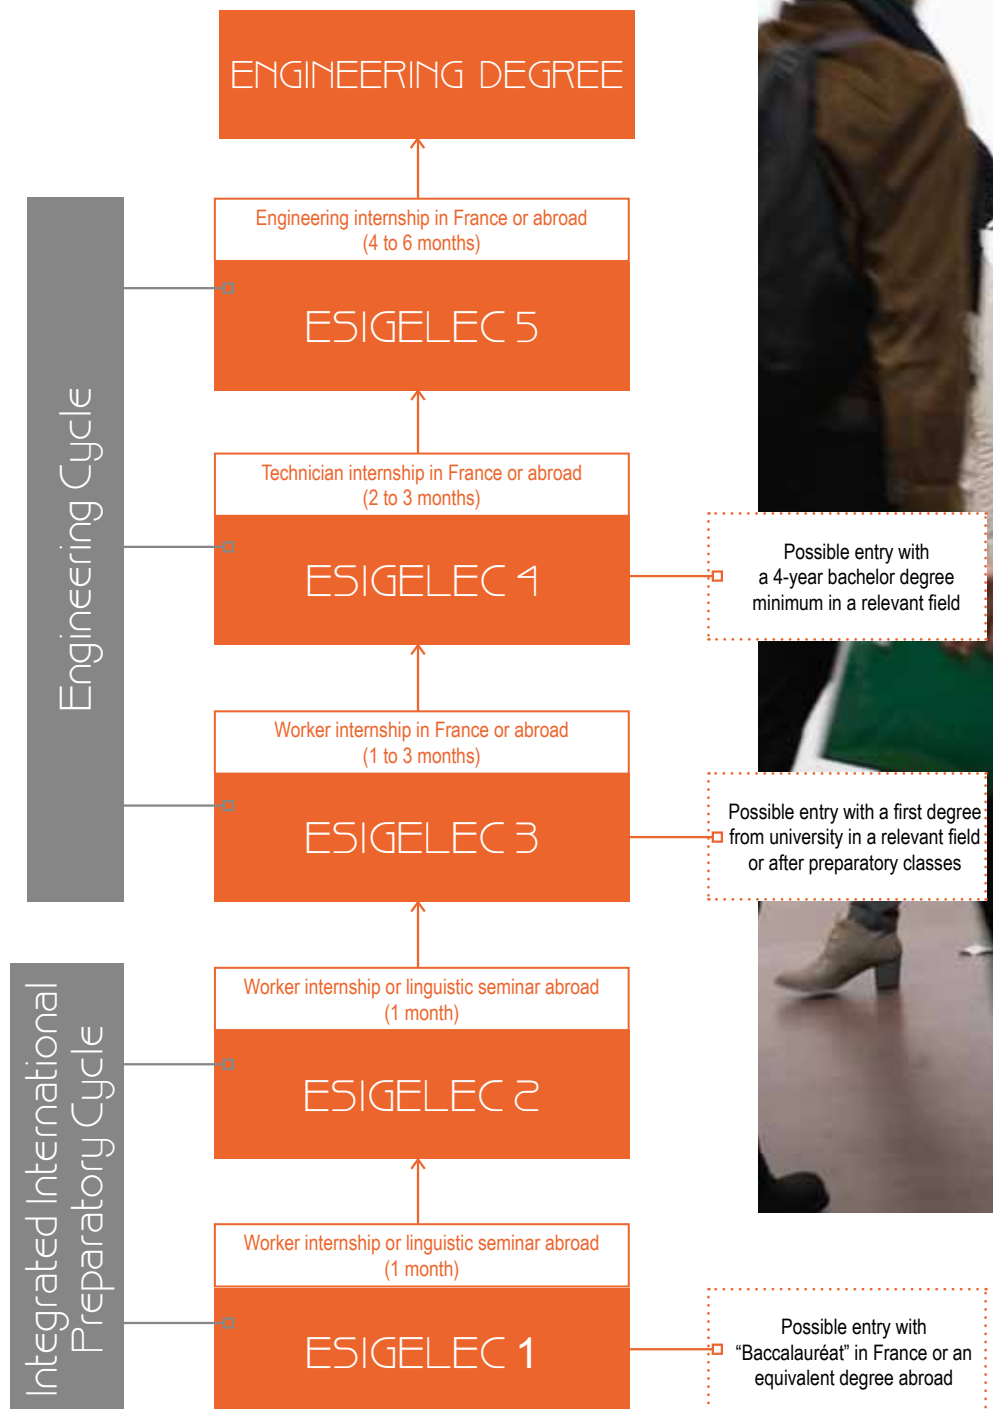 ENGINEERING DEGREE
Engineering internship in France or abroad
(4 to 6 months)
ESIGELEC 5
Engineering Cycle
Technician internship in France or abroad
(2 to 3 months)
ESIGELEC 4
Possible entry with
a 4-year bachelor degree
minimum in a relevant field
Worker internship in France or abroad
(1 to 3 months)
ESIGELEC 3
Possible entry with a first degree
from university in a relevant field
or after preparatory classes
Worker internship or linguistic seminar abroad
(1 month)
ESIGELEC 2
Integrated International
Preparatory Cycle
Worker internship or linguistic seminar abroad
(1 month)
ESIGELEC 1
Possible entry with
“Baccalauréat” in France or an
equivalent degree abroad